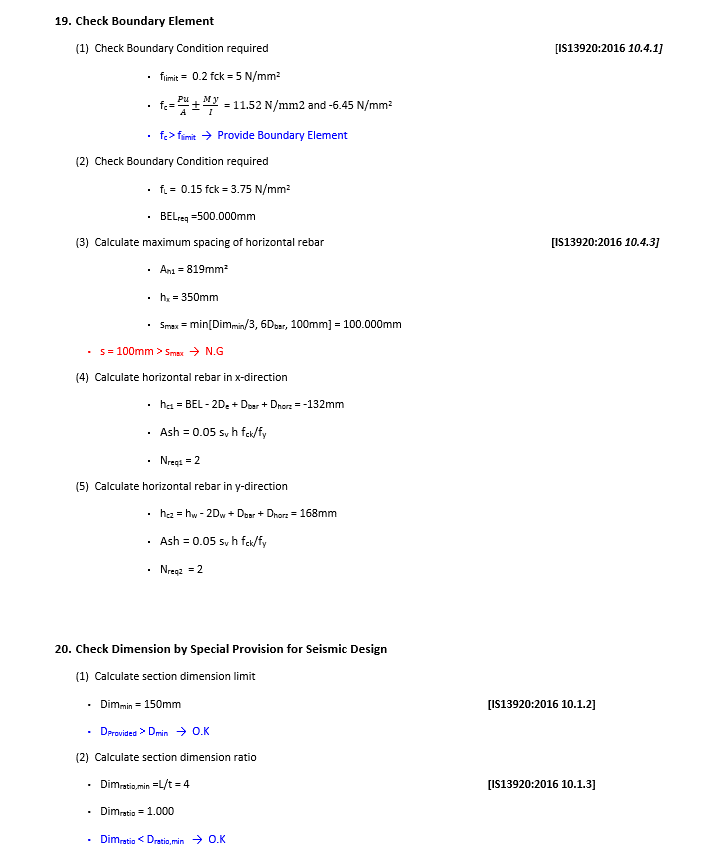 19. Check Boundary Element
(1) Check Boundary Condition required [IS13920:2016 10.4.1]
• flimit = 0.2 fck = 5 N/mm²
• fc = Pu/A ± My/I = 11.52 N/mm2 and -6.45 N/mm²
• fc > flimit → Provide Boundary Element
(2) Check Boundary Condition required
• fL = 0.15 fck = 3.75 N/mm²
• BELreq =500.000mm
(3) Calculate maximum spacing of horizontal rebar [IS13920:2016 10.4.3]
• Ah1 = 819mm²
• hx = 350mm
• smax = min[Dimmin/3, 6Dbar, 100mm] = 100.000mm
• s = 100mm > smax → N.G
(4) Calculate horizontal rebar in x-direction
• hc1 = BEL - 2De + Dbar + Dhorz = -132mm
• Ash = 0.05 sv h fck/fy
• Nreq1 = 2
(5) Calculate horizontal rebar in y-direction
• hc2 = hw - 2Dw + Dbar + Dhorz = 168mm
• Ash = 0.05 sv h fck/fy
• Nreq2 = 2
20. Check Dimension by Special Provision for Seismic Design
(1) Calculate section dimension limit
• Dimmin = 150mm [IS13920:2016 10.1.2]
• DProvided > Dmin → O.K
(2) Calculate section dimension ratio
• Dimratio,min =L/t = 4 [IS13920:2016 10.1.3]
• Dimratio = 1.000
• Dimratio < Dratio,min → O.K